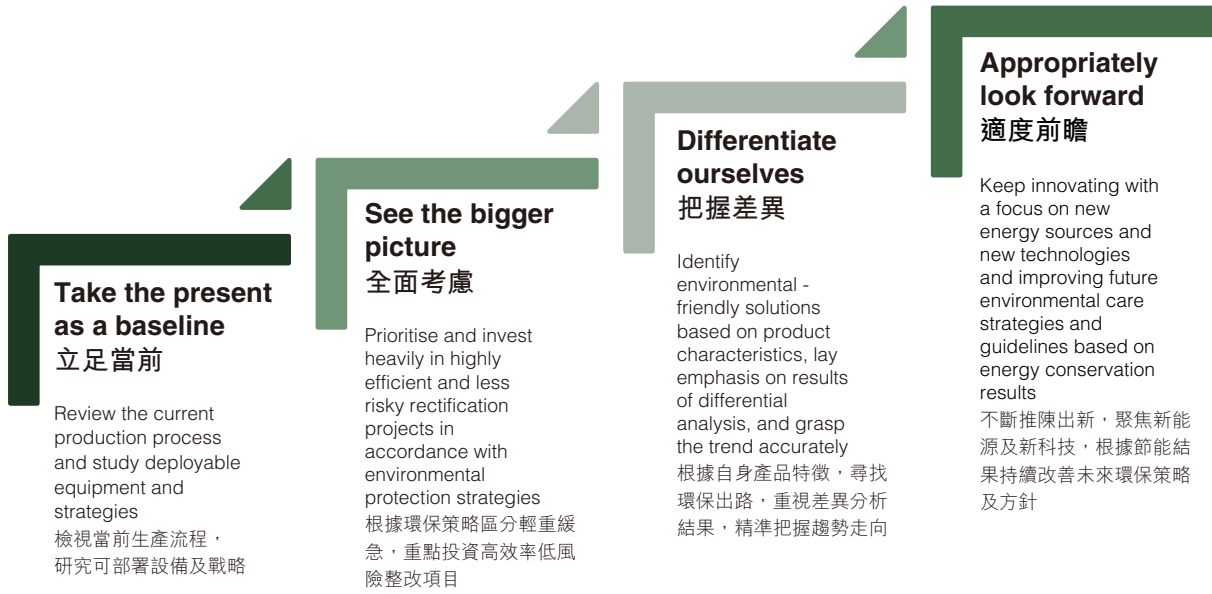 Take the present
as a baseline
立足當前
Review the current
production process
and study deployable
equipment and
strategies
檢視當前生產流程，
研究可部署設備及戰略
See the bigger
picture
全面考慮
Prioritise and invest
heavily in highly
efficient and less
risky rectification
projects in
accordance with
environmental
protection strategies
根據環保策略區分輕重緩
急，重點投資高效率低風
險整改項目
Differentiate
ourselves
把握差異
Identify
environmental -
friendly solutions
based on product
characteristics, lay
emphasis on results
of differential
analysis, and grasp
the trend accurately
根據自身產品特徵，尋找
環保出路，重視差異分析
結果，精準把握趨勢走向
Appropriately
look forward
適度前瞻
Keep innovating with
a focus on new
energy sources and
new technologies
and improving future
environmental care
strategies and
guidelines based on
energy conservation
results
不斷推陳出新，聚焦新能
源及新科技，根據節能結
果持續改善未來環保策略
及方針